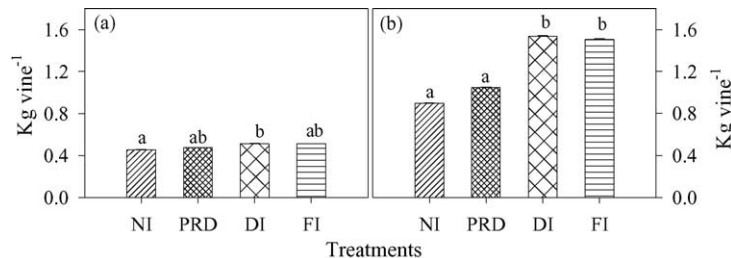 (a)
(b)
Kg vine⁻¹
1.6
1.2
0.8
0.4
0.0
a
ab
b
ab
a
a
b
b
1.6
1.2
0.8
0.4
0.0
Kg vine⁻¹
NI PRD DI FI
NI PRD DI FI
Treatments